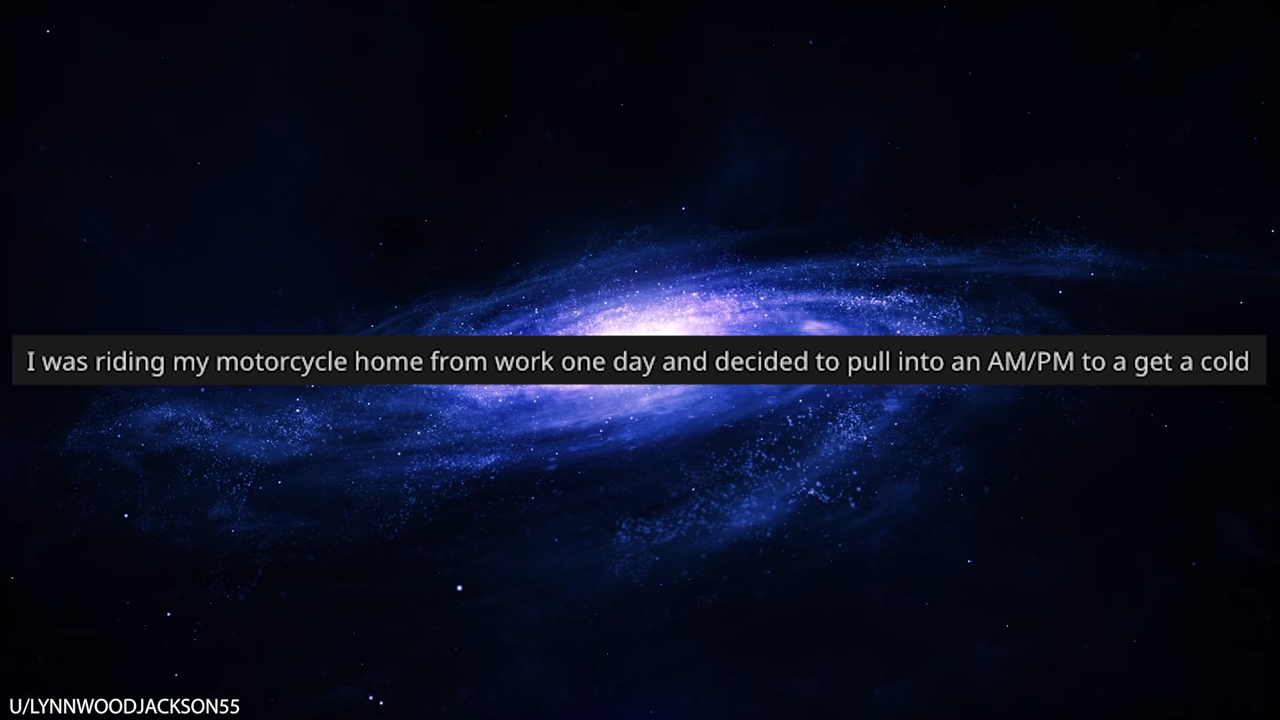 I was riding my motorcycle home from work one day and decided to pull into an AM/PM to a get a cold
U/LYNNWOODJACKSON55